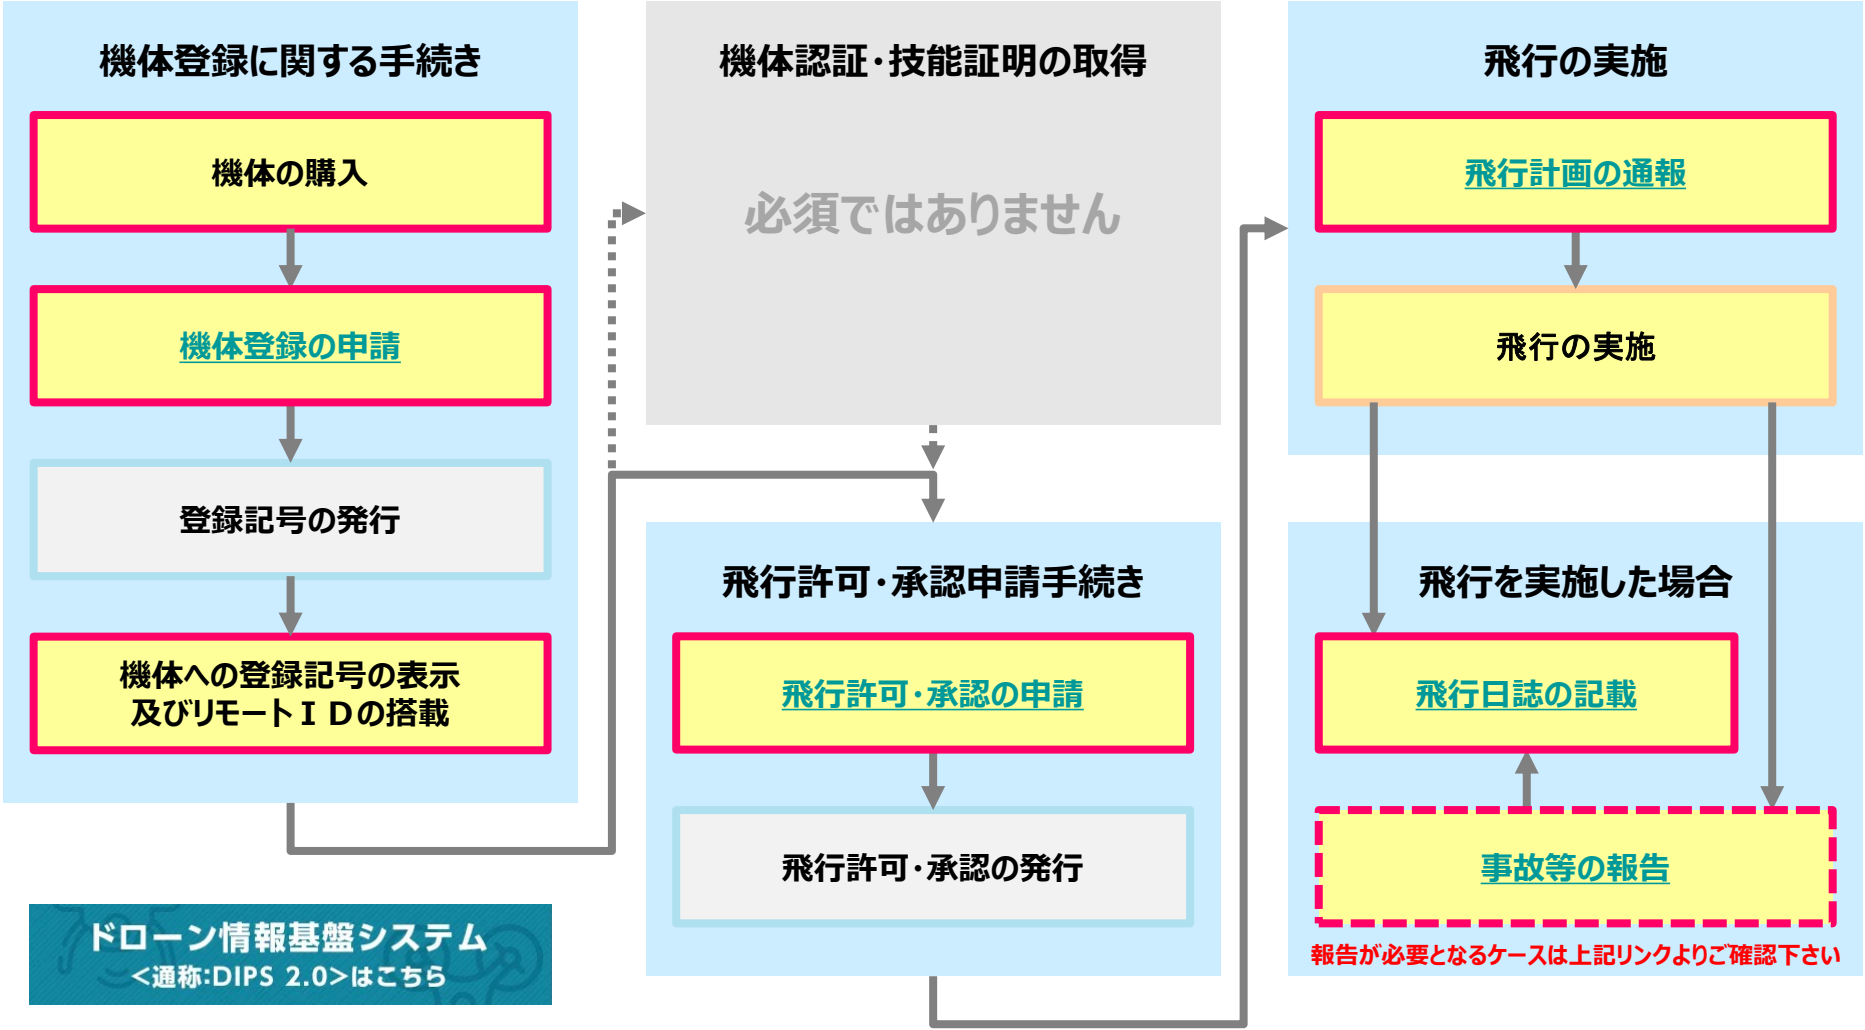 機体登録に関する手続き
機体の購入
機体登録の申請
登録記号の発行
機体への登録記号の表示
及びリモートＩＤの搭載
ドローン情報基盤システム
<通称:DIPS 2.0>はこちら
機体認証・技能証明の取得
必須ではありません
飛行許可・承認申請手続き
飛行許可・承認の申請
飛行許可・承認の発行
飛行の実施
飛行計画の通報
飛行の実施
飛行を実施した場合
飛行日誌の記載
事故等の報告
報告が必要となるケースは上記リンクよりご確認下さい